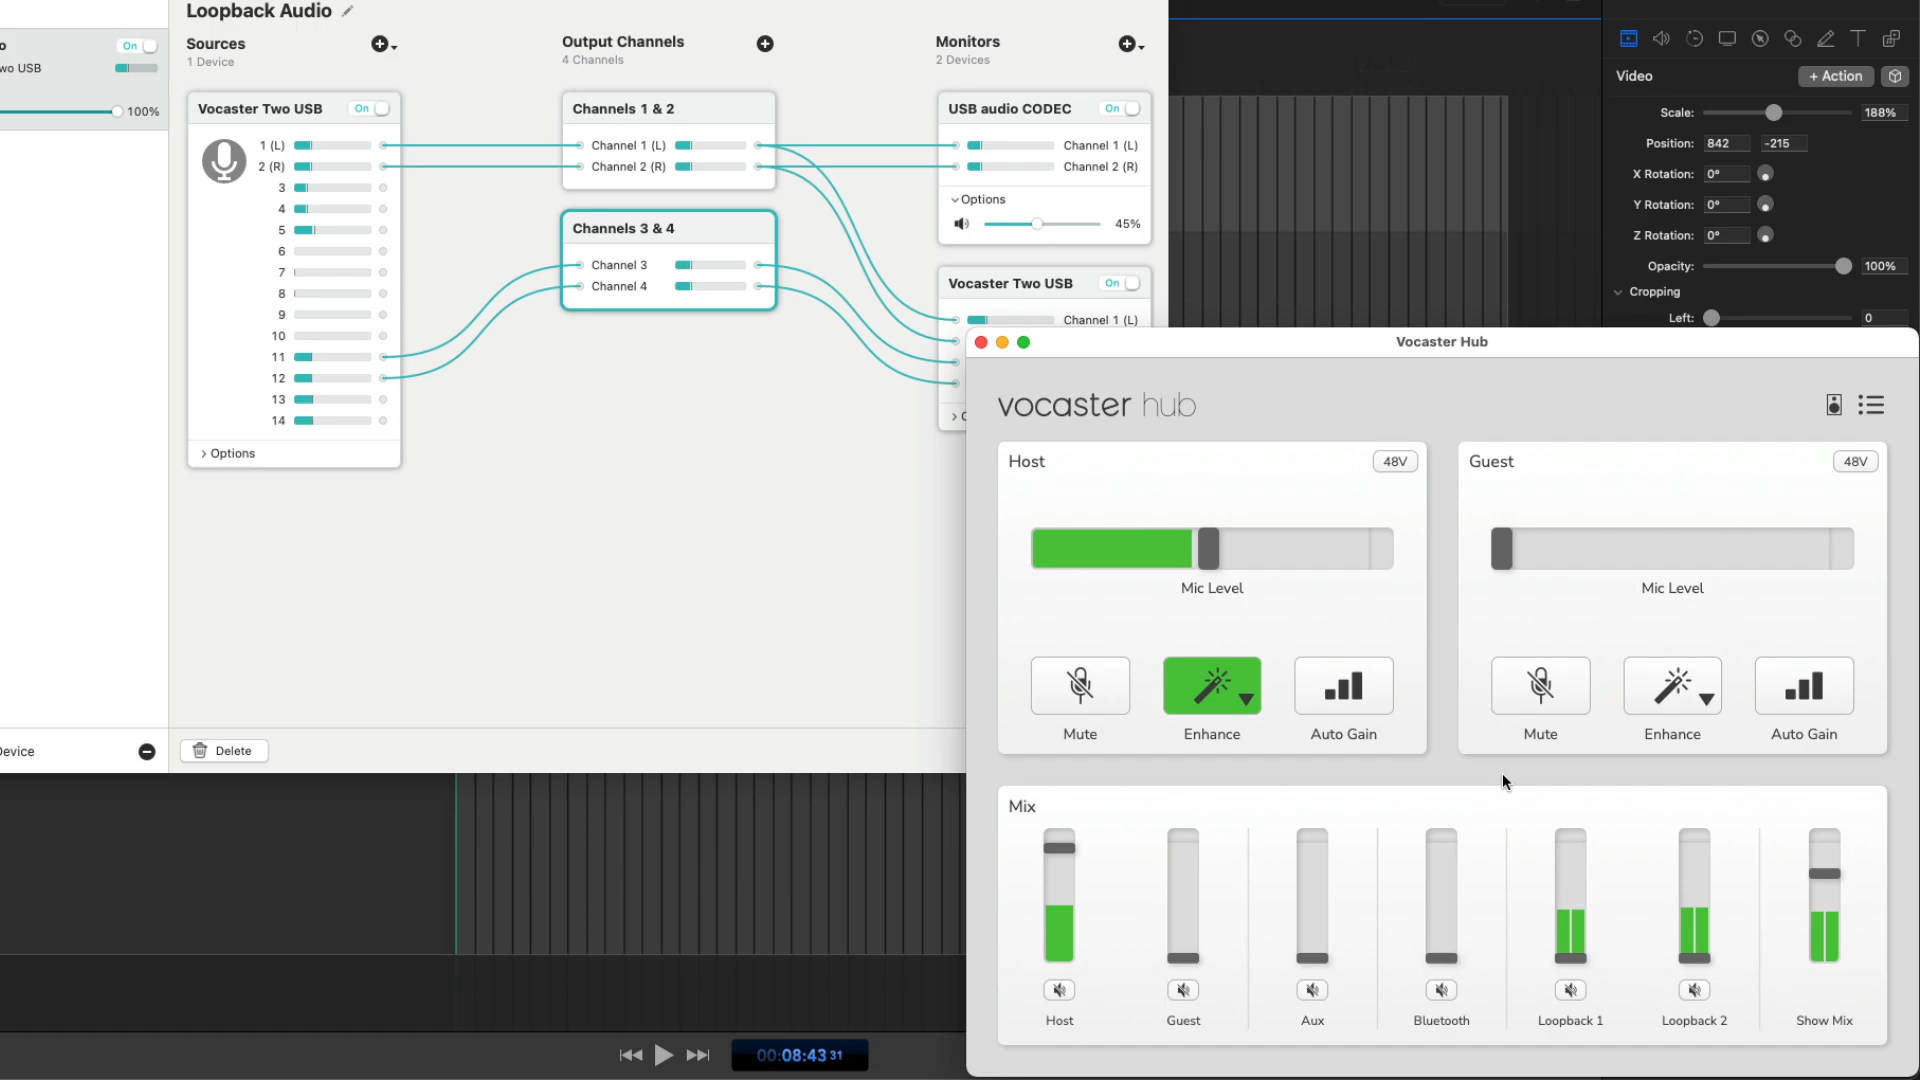 Loopback Audio
o
On
wo USB
100%
Sources
1 Device
Output Channels
4 Channels
Monitors
2 Devices
Vocaster Two USB
On
1 (L)
2 (R)
3
4
5
6
7
8
9
10
11
12
13
14
Options
Channels 1 & 2
Channel 1 (L)
Channel 2 (R)
Channels 3 & 4
Channel 3
Channel 4
USB audio CODEC
On
Channel 1 (L)
Channel 2 (R)
Options
45%
Vocaster Two USB
On
Channel 1 (L)
Device
Delete
Video
+ Action
Scale:
188%
Position:
842
-215
X Rotation:
0°
Y Rotation:
0°
Z Rotation:
0°
Opacity:
100%
Cropping
Left:
0
Vocaster Hub
vocaster hub
Host
48V
Mic Level
Mute
Enhance
Auto Gain
Guest
48V
Mic Level
Mute
Enhance
Auto Gain
Mix
Host
Guest
Aux
Bluetooth
Loopback 1
Loopback 2
Show Mix
00:08:43 31